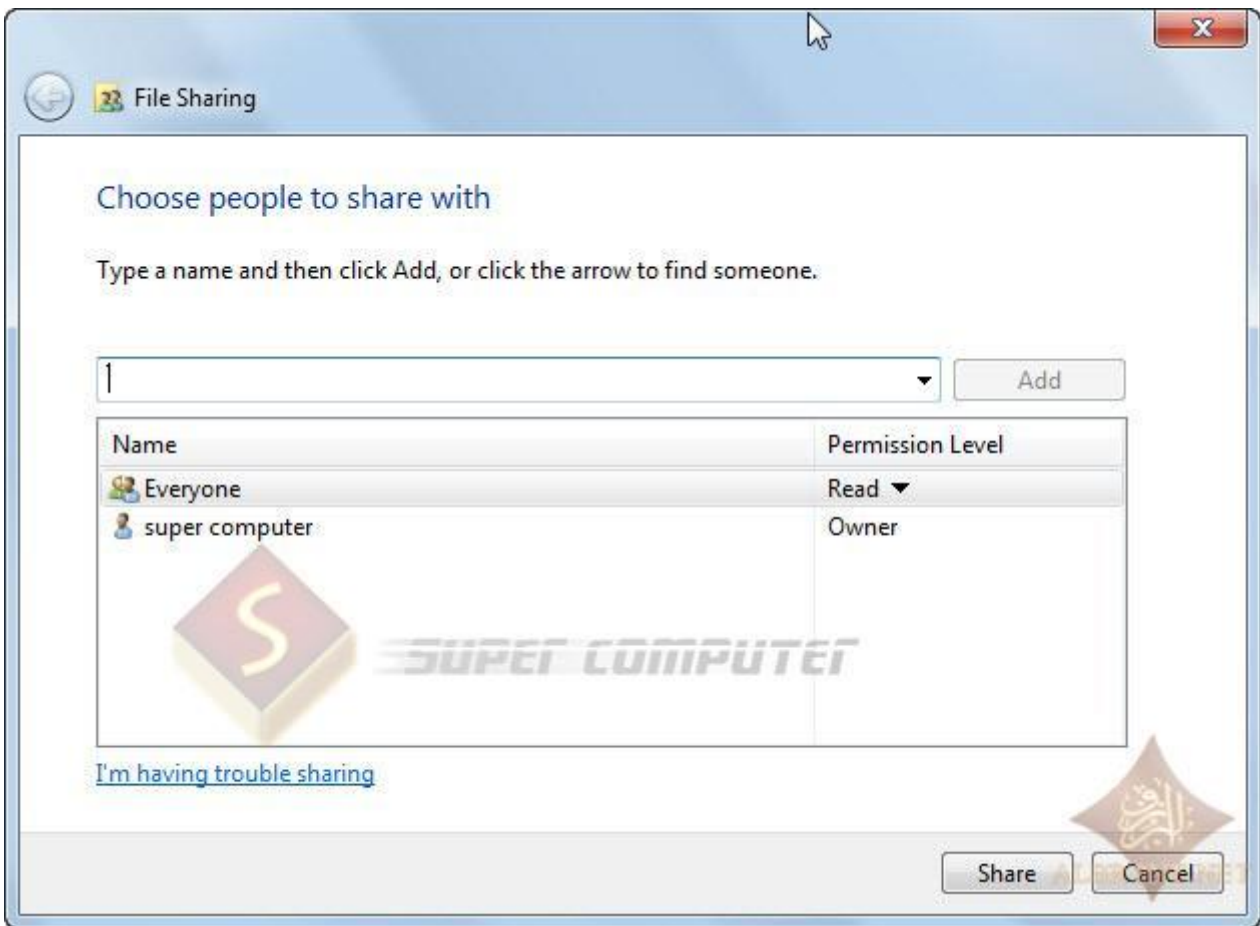 File Sharing
Choose people to share with
Type a name and then click Add, or click the arrow to find someone.
Add
Name Permission Level
Everyone Read
super computer Owner
S
SUPER COMPUTER
I'm having trouble sharing
Share Cancel